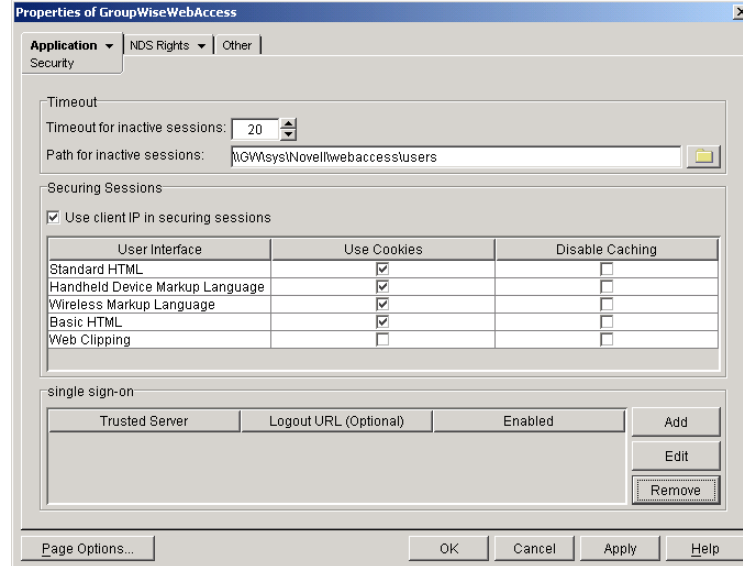 Properties of GroupWiseWebAccess
Application NDS Rights Other
Security
Timeout
Timeout for inactive sessions: 20
Path for inactive sessions: \\GW\sys\Novell\webaccess\users
Securing Sessions
Use client IP in securing sessions
User Interface Use Cookies Disable Caching
Standard HTML
Handheld Device Markup Language
Wireless Markup Language
Basic HTML
Web Clipping
single sign-on
Trusted Server Logout URL (Optional) Enabled
Add
Edit
Remove
Page Options... OK Cancel Apply Help